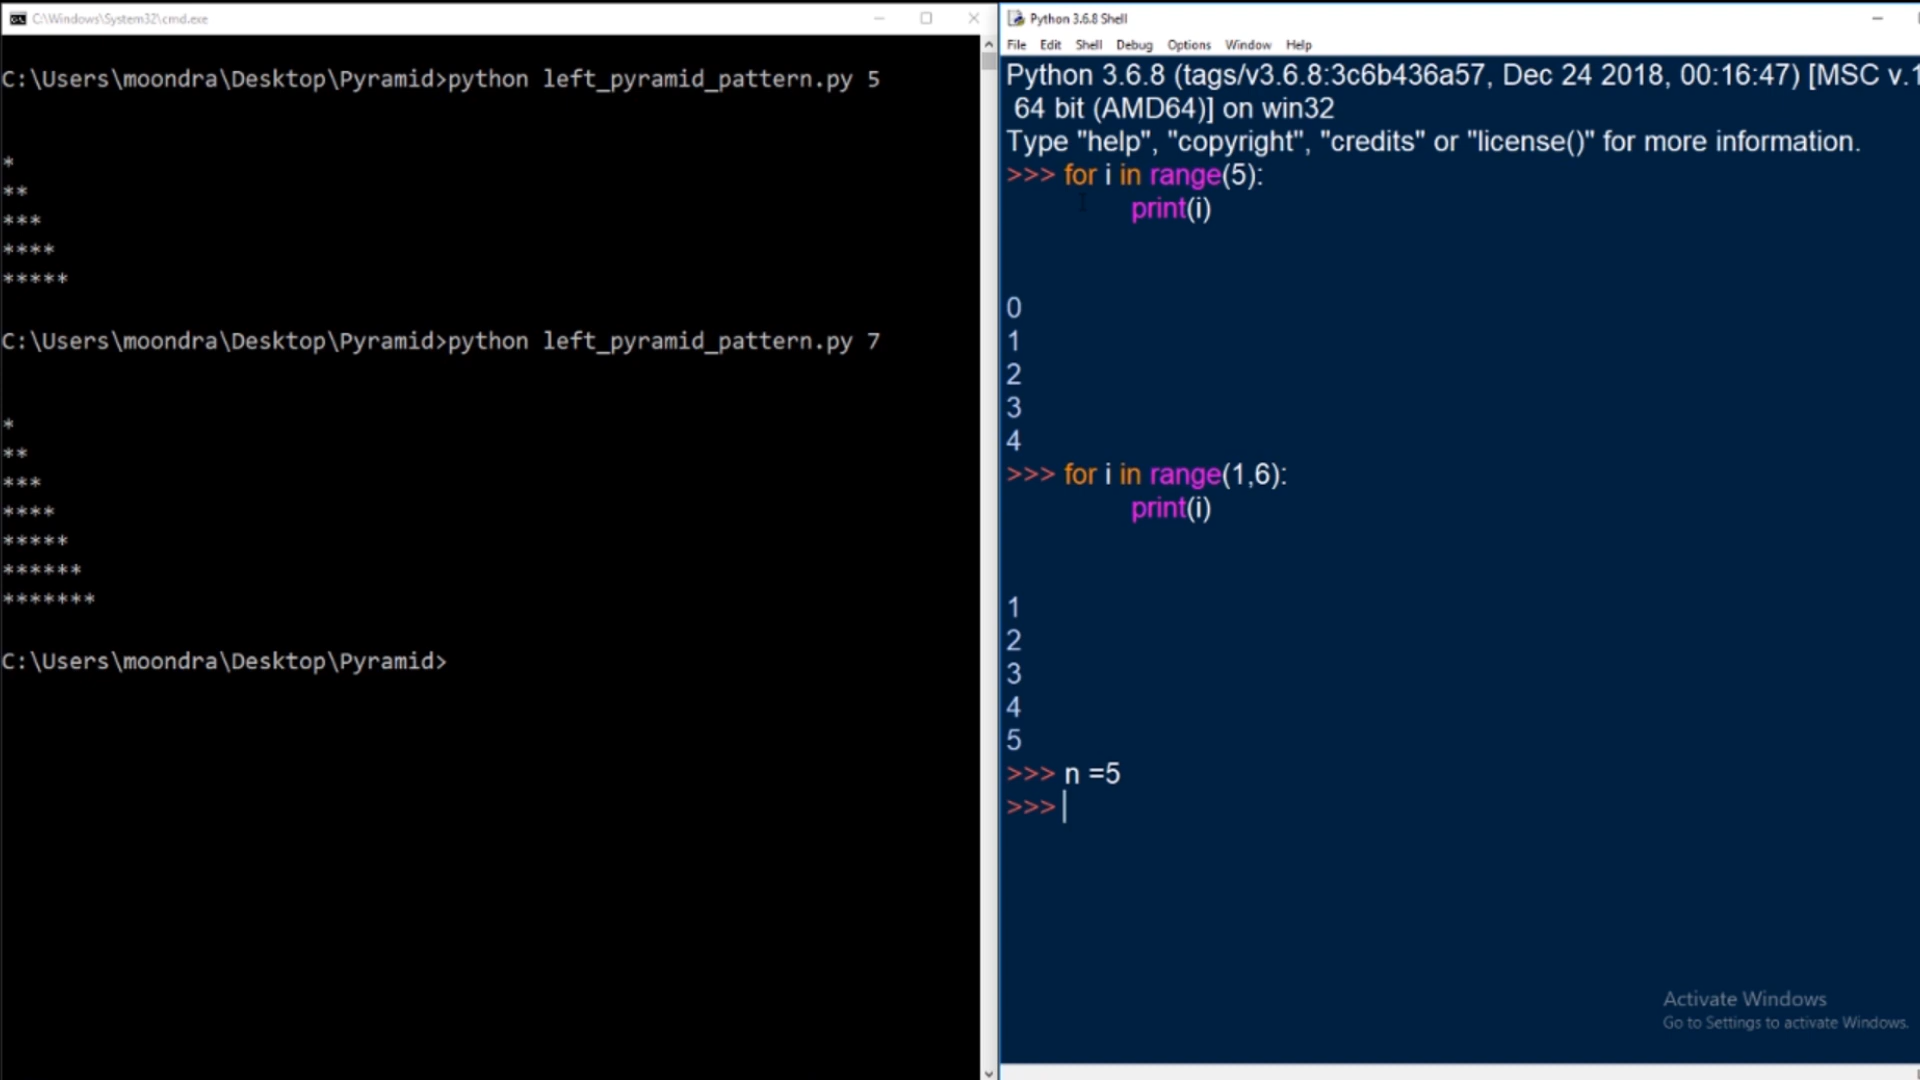 C:\Windows\System32\cmd.exe
C:\Users\moondra\Desktop\Pyramid>python left_pyramid_pattern.py 5
*
**
***
****
*****
C:\Users\moondra\Desktop\Pyramid>python left_pyramid_pattern.py 7
*
**
***
****
*****
******
*******
C:\Users\moondra\Desktop\Pyramid>
Python 3.6.8 Shell
File Edit Shell Debug Options Window Help
Python 3.6.8 (tags/v3.6.8:3c6b436a57, Dec 24 2018, 00:16:47) [MSC v.1
64 bit (AMD64)] on win32
Type "help", "copyright", "credits" or "license()" for more information.
>>> for i in range(5):
print(i)
0
1
2
3
4
>>> for i in range(1,6):
print(i)
1
2
3
4
5
>>> n =5
>>>
Activate Windows
Go to Settings to activate Windows.